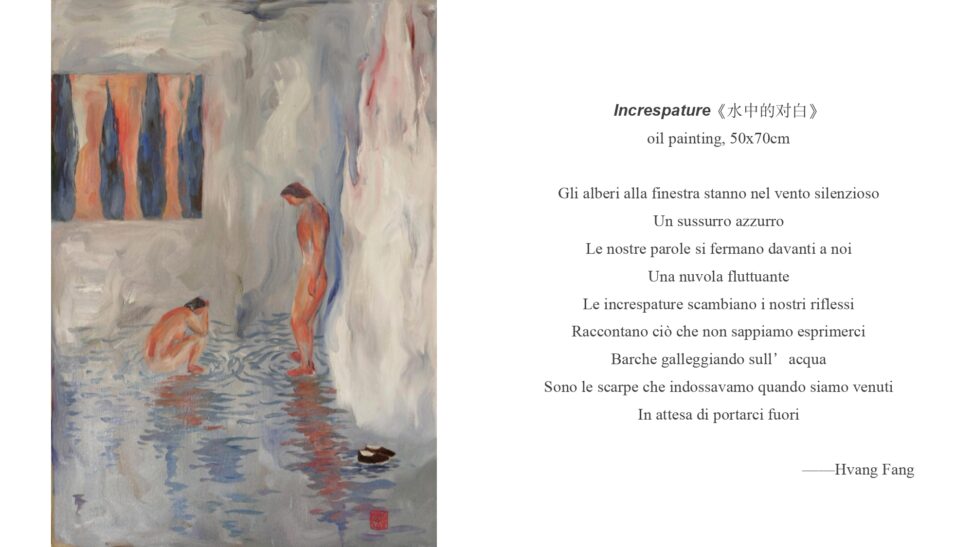 Increspature《水中的对白》
oil painting, 50x70cm
Gli alberi alla finestra stanno nel vento silenzioso
Un sussurro azzurro
Le nostre parole si fermano davanti a noi
Una nuvola fluttuante
Le increspature scambiano i nostri riflessi
Raccontano ciò che non sappiamo esprimerci
Barche galleggiando sull’acqua
Sono le scarpe che indossavamo quando siamo venuti
In attesa di portarci fuori
——Hvang Fang